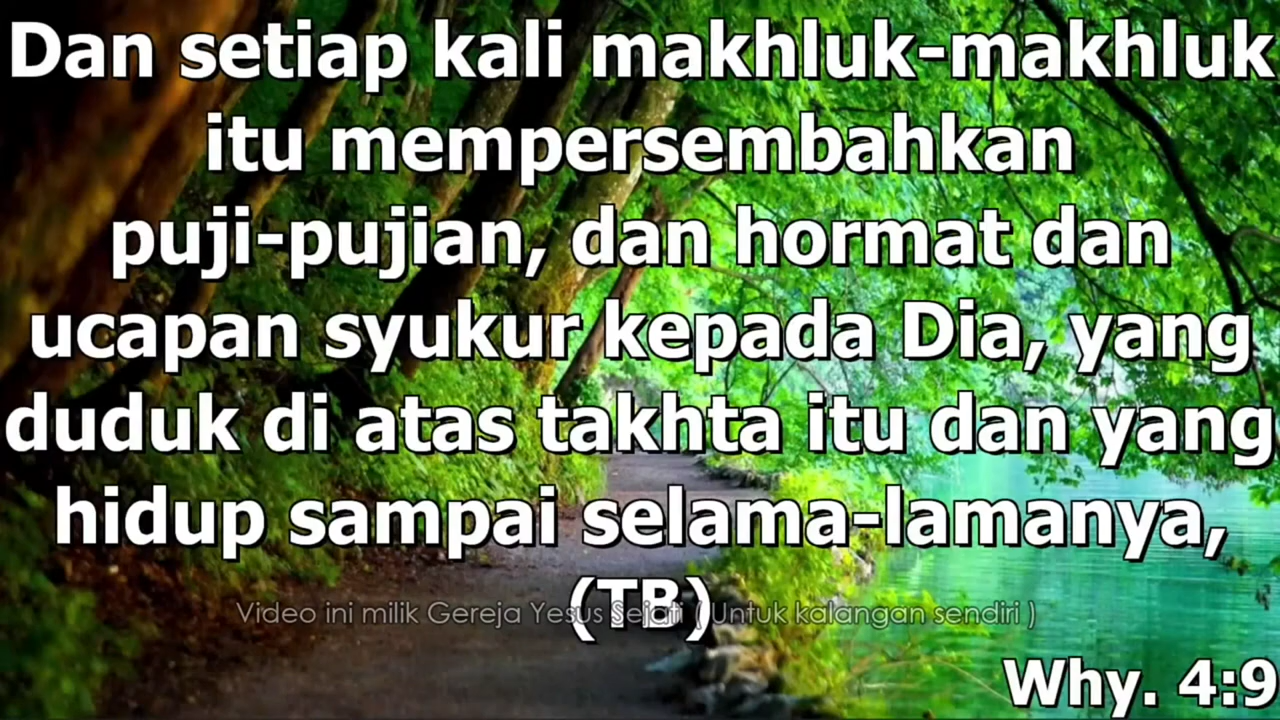 Dan setiap kali makhluk-makhluk
itu mempersembahkan
puji-pujian, dan hormat dan
ucapan syukur kepada Dia, yang
duduk di atas takhta itu dan yang
hidup sampai selama-lamanya,
(TB)
Video ini milik Gereja Yesus Sejati ( Untuk kalangan sendiri )
Why. 4:9